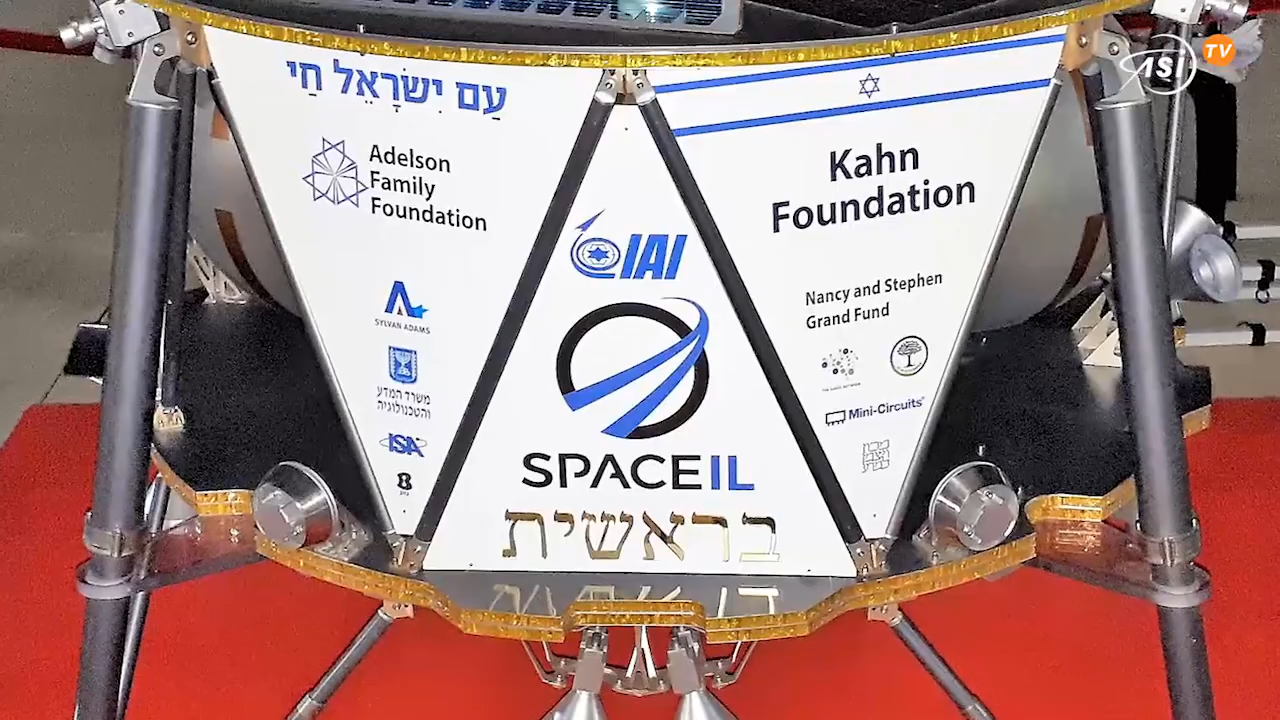 עַם יִשְׂרָאֵל חַי
Adelson
Family
Foundation
SYLVAN ADAMS
משרד המדע
והטכנולוגיה
ISA
IAI
SPACEIL
בראשית
Kahn
Foundation
Nancy and Stephen
Grand Fund
Mini-Circuits®
ASI TV